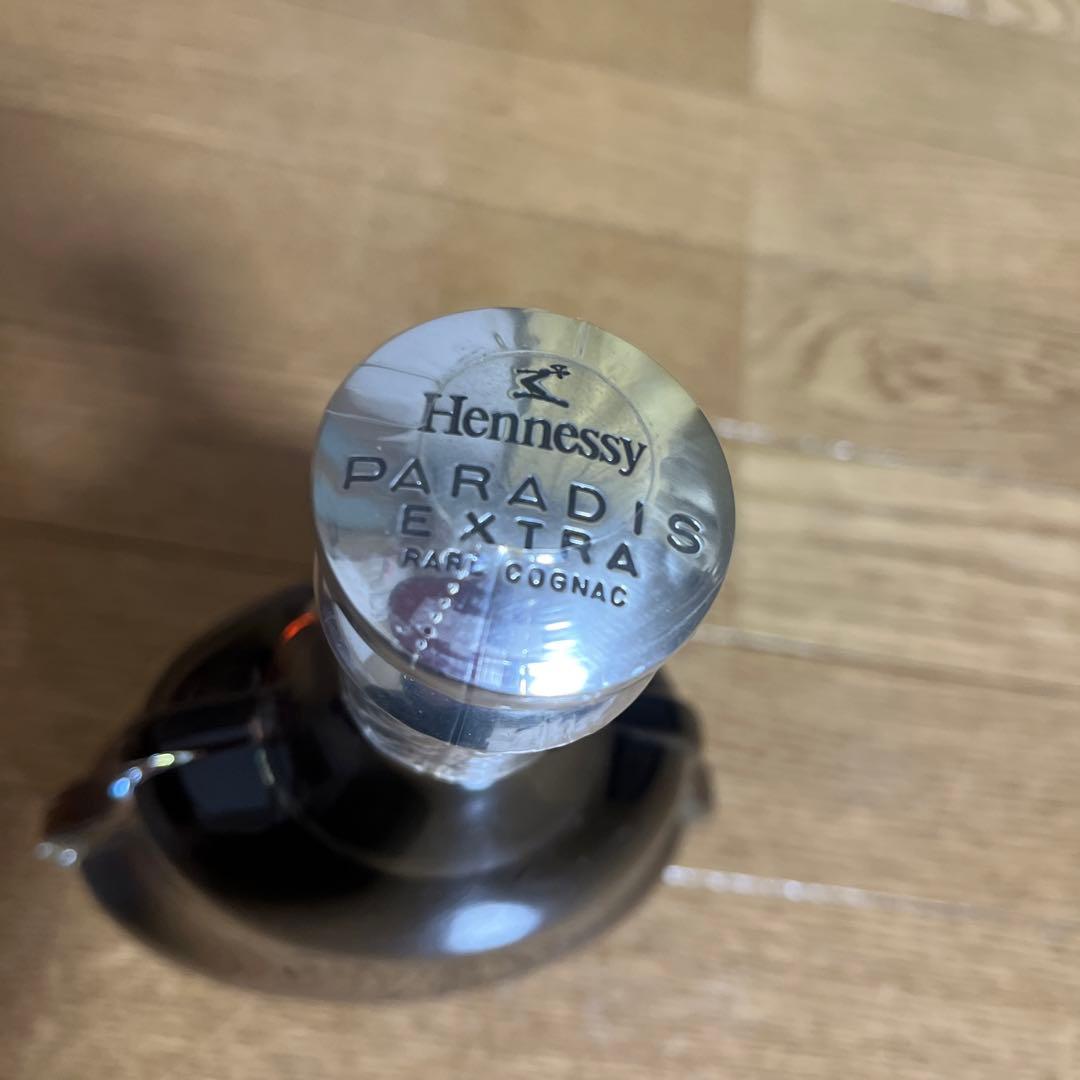 Hennessy
PARADIS
EXTRA
RARE COGNAC